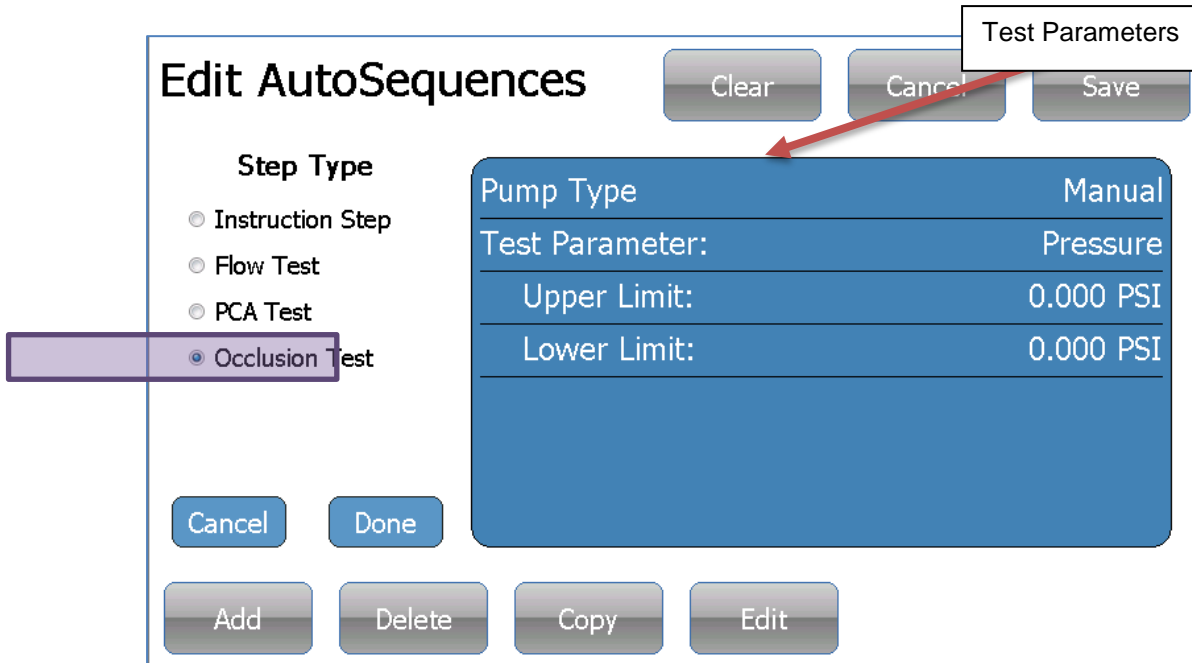 Test Parameters
Edit AutoSequences
Clear
Cancel
Save
Step Type
Instruction Step
Flow Test
PCA Test
Occlusion Test
Pump Type Manual
Test Parameter: Pressure
Upper Limit: 0.000 PSI
Lower Limit: 0.000 PSI
Cancel
Done
Add
Delete
Copy
Edit